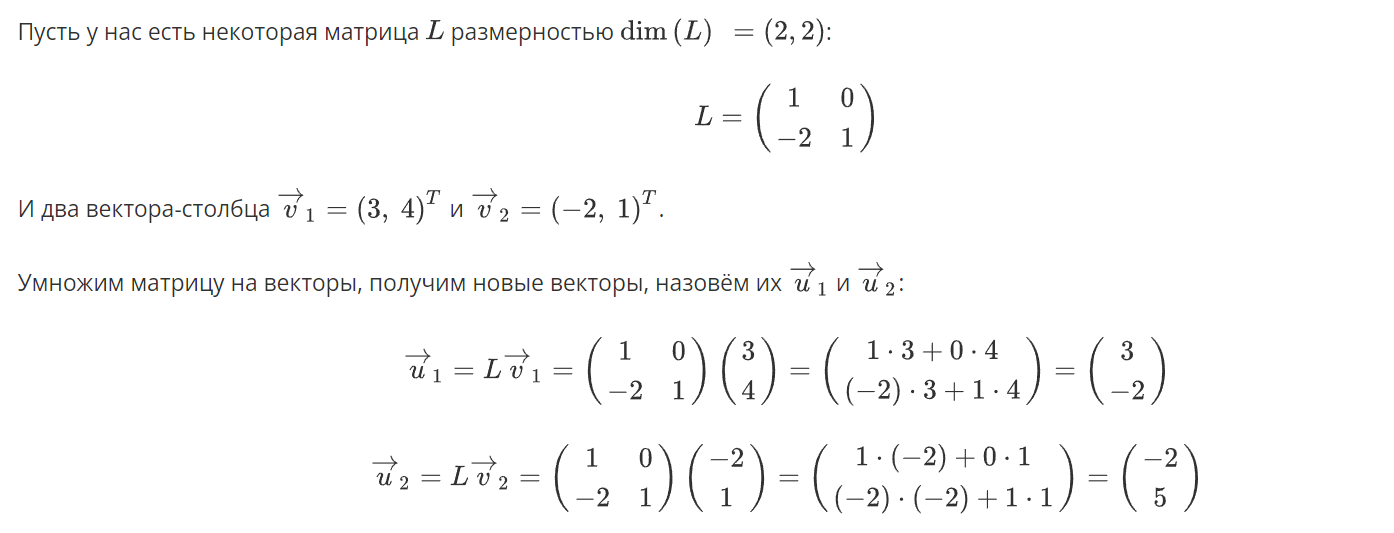 Пусть у нас есть некоторая матрица $L$ размерностью $\dim(L) = (2, 2)$:
$L = \begin{pmatrix} 1 & 0 \\ -2 & 1 \end{pmatrix}$
И два вектора-столбца $\overrightarrow{v}_1 = (3, 4)^T$ и $\overrightarrow{v}_2 = (-2, 1)^T$.
Умножим матрицу на векторы, получим новые векторы, назовём их $\overrightarrow{u}_1$ и $\overrightarrow{u}_2$:
$\overrightarrow{u}_1 = L\overrightarrow{v}_1 = \begin{pmatrix} 1 & 0 \\ -2 & 1 \end{pmatrix} \begin{pmatrix} 3 \\ 4 \end{pmatrix} = \begin{pmatrix} 1 \cdot 3 + 0 \cdot 4 \\ (-2) \cdot 3 + 1 \cdot 4 \end{pmatrix} = \begin{pmatrix} 3 \\ -2 \end{pmatrix}$
$\overrightarrow{u}_2 = L\overrightarrow{v}_2 = \begin{pmatrix} 1 & 0 \\ -2 & 1 \end{pmatrix} \begin{pmatrix} -2 \\ 1 \end{pmatrix} = \begin{pmatrix} 1 \cdot (-2) + 0 \cdot 1 \\ (-2) \cdot (-2) + 1 \cdot 1 \end{pmatrix} = \begin{pmatrix} -2 \\ 5 \end{pmatrix}$